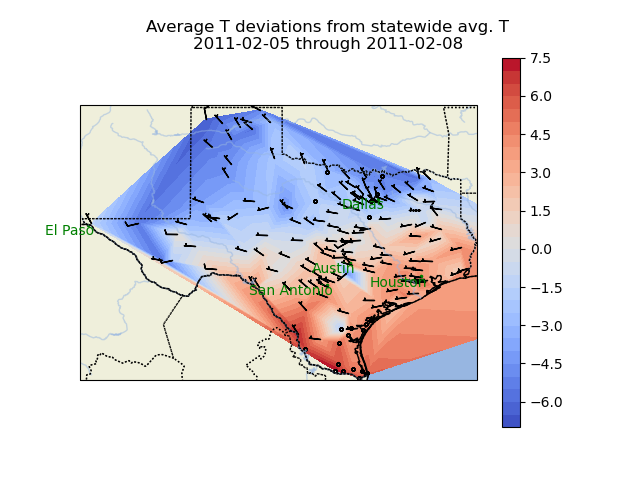 Average T deviations from statewide avg. T
2011-02-05 through 2011-02-08
7.5
6.0
4.5
3.0
1.5
0.0
−1.5
−3.0
−4.5
−6.0
Dallas
El Paso
Austin
San Antonio
Houston